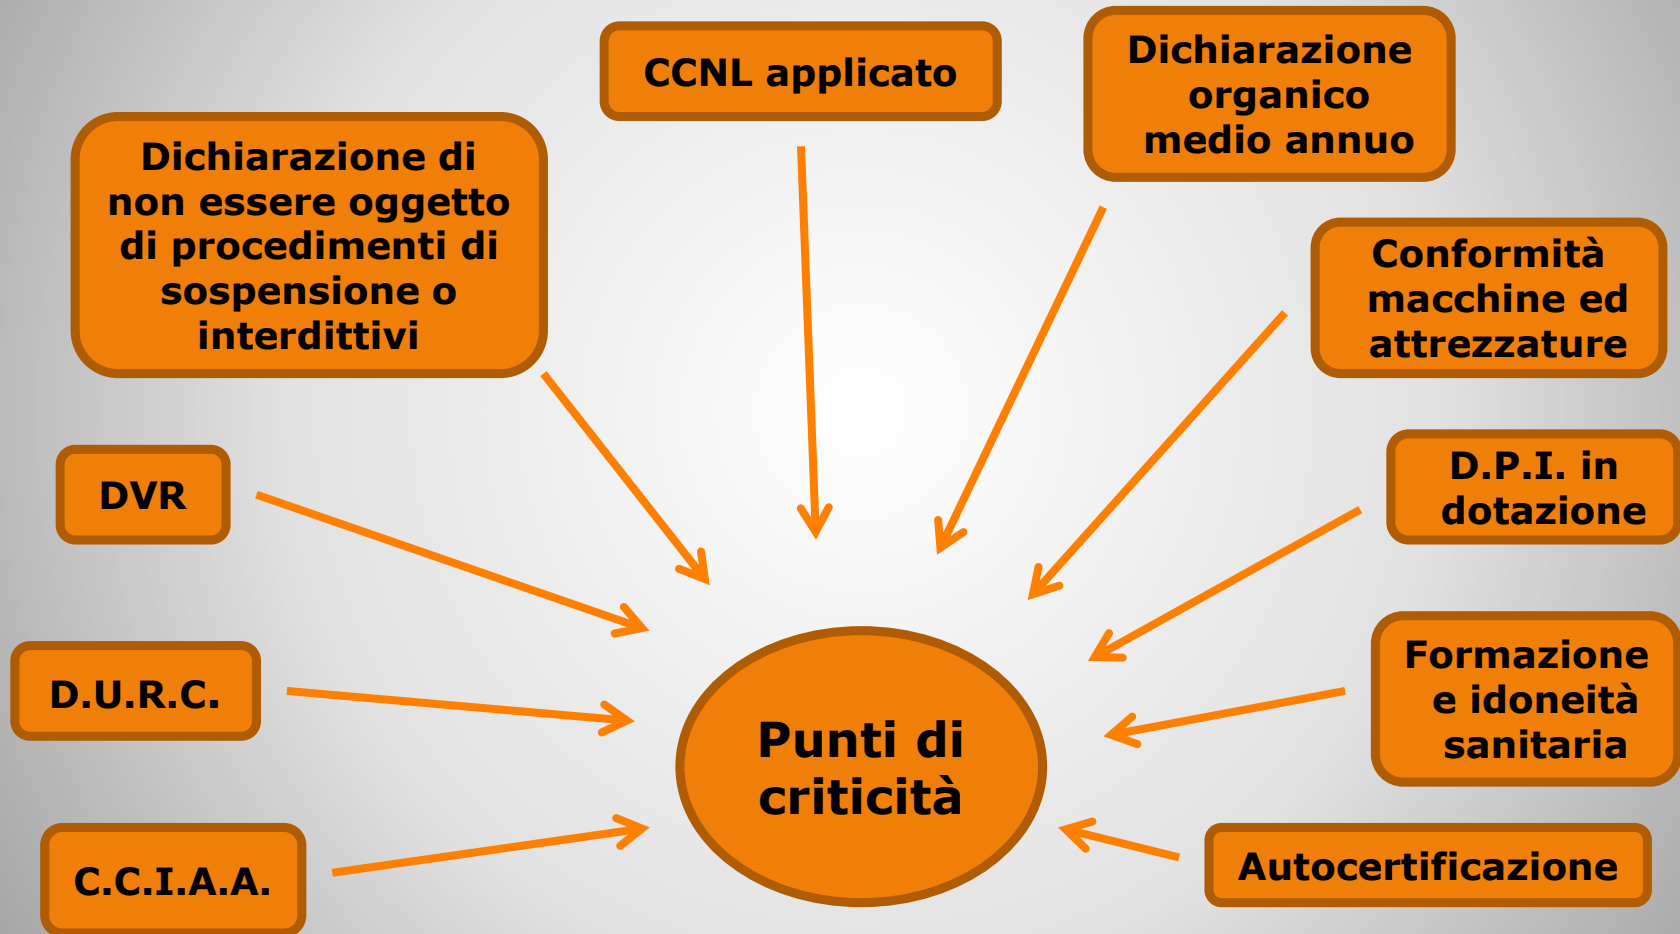 CCNL applicato
Dichiarazione
organico
medio annuo
Dichiarazione di
non essere oggetto
di procedimenti di
sospensione o
interdittivi
Conformità
macchine ed
attrezzature
DVR
D.P.I. in
dotazione
D.U.R.C.
Formazione
e idoneità
sanitaria
Punti di
criticità
C.C.I.A.A.
Autocertificazione